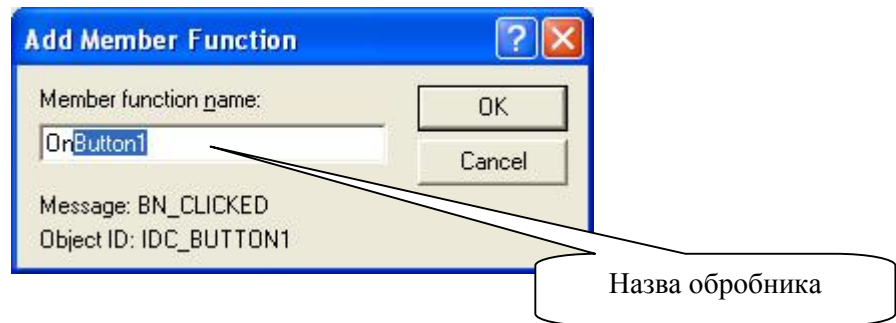 Add Member Function
Member function name:
OK
OnButton1
Cancel
Message: BN_CLICKED
Object ID: IDC_BUTTON1
Назва обробника